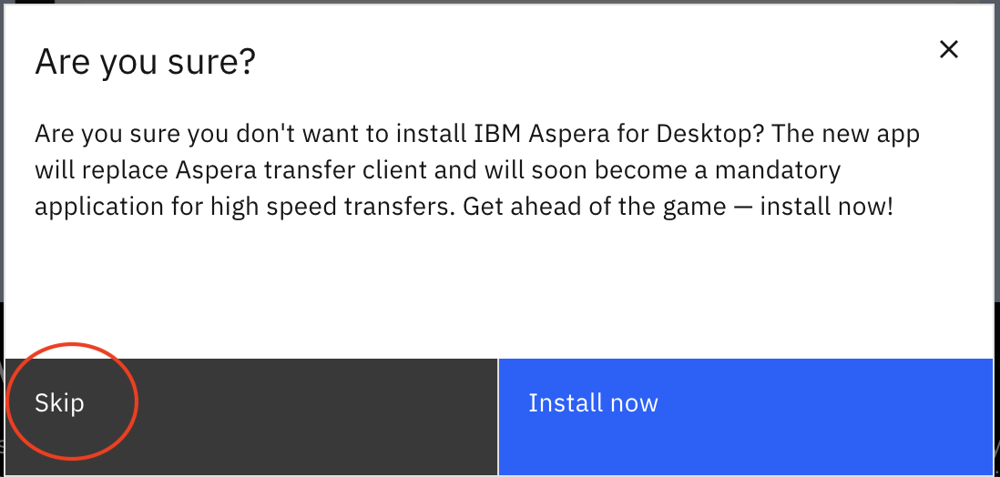 Are you sure?
Are you sure you don't want to install IBM Aspera for Desktop? The new app
will replace Aspera transfer client and will soon become a mandatory
application for high speed transfers. Get ahead of the game — install now!
Skip
Install now